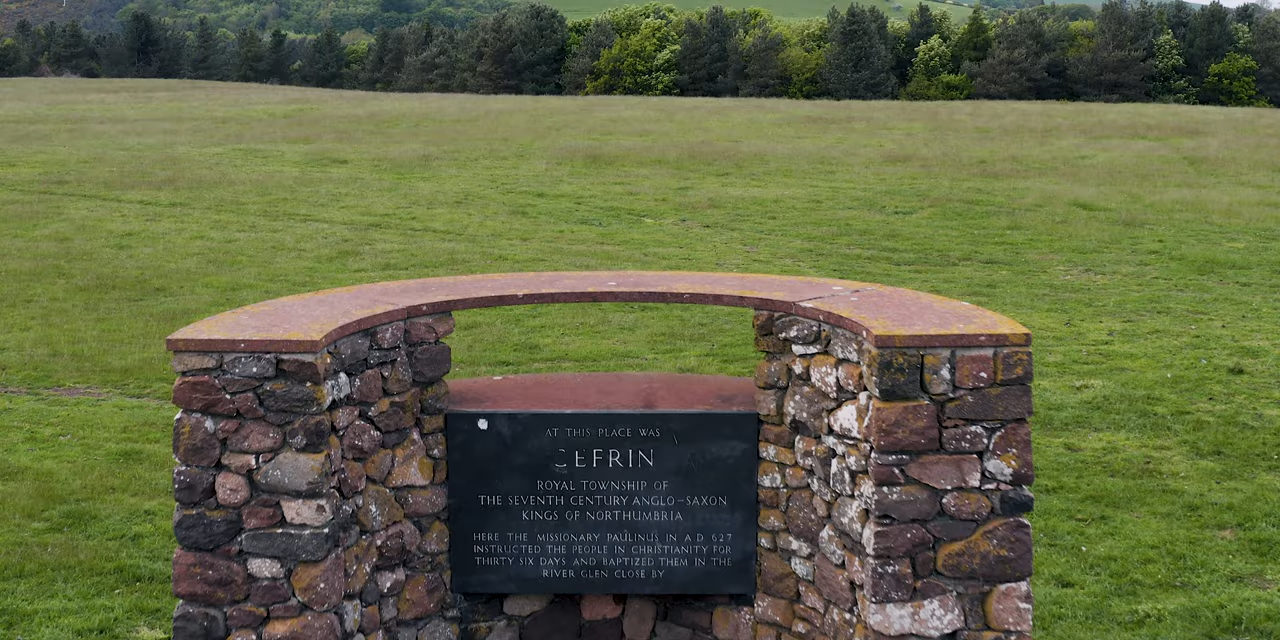 AT THIS PLACE WAS
GEFRIN
ROYAL TOWNSHIP OF
THE SEVENTH CENTURY ANGLO-SAXON
KINGS OF NORTHUMBRIA
HERE THE MISSIONARY PAULINUS IN A D 627
INSTRUCTED THE PEOPLE IN CHRISTIANITY FOR
THIRTY SIX DAYS AND BAPTIZED THEM IN THE
RIVER GLEN CLOSE BY